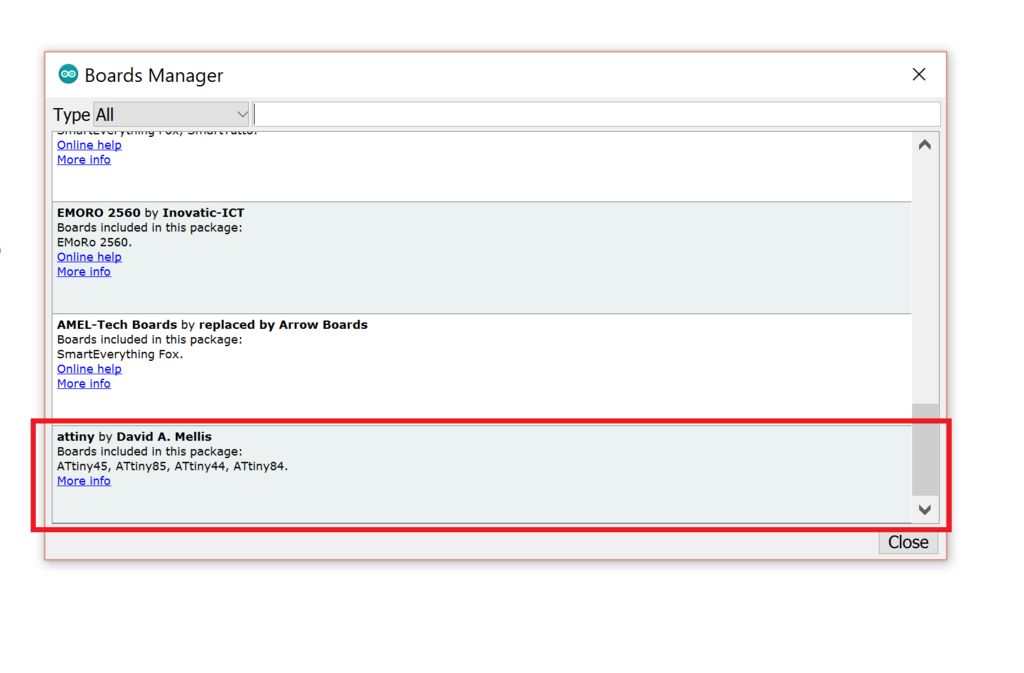 Boards Manager
Type All
SmartEverything Fox, SmartTutto.
Online help
More info
EMORO 2560 by Inovatic-ICT
Boards included in this package:
EMoRo 2560.
Online help
More info
AMEL-Tech Boards by replaced by Arrow Boards
Boards included in this package:
SmartEverything Fox.
Online help
More info
attiny by David A. Mellis
Boards included in this package:
ATtiny45, ATtiny85, ATtiny44, ATtiny84.
More info
Close